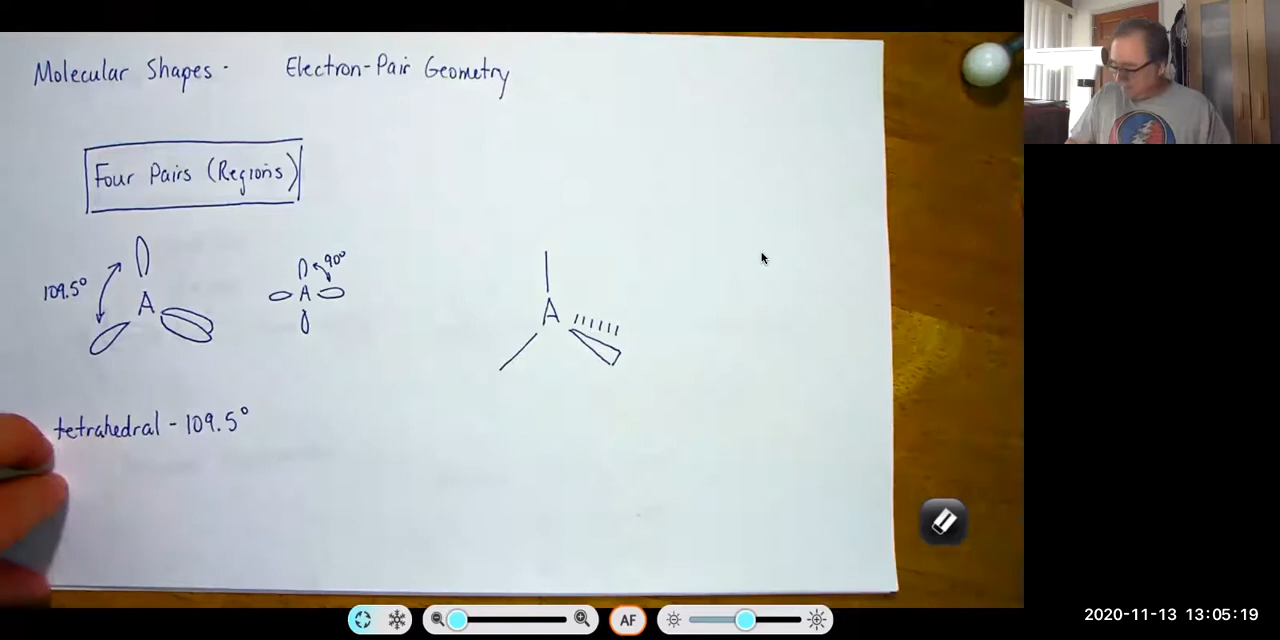 Molecular Shapes - Electron-Pair Geometry
Four Pairs (Regions)
109.5°
A
90°
A
A
tetrahedral - 109.5°
AF
2020-11-13 13:05:19